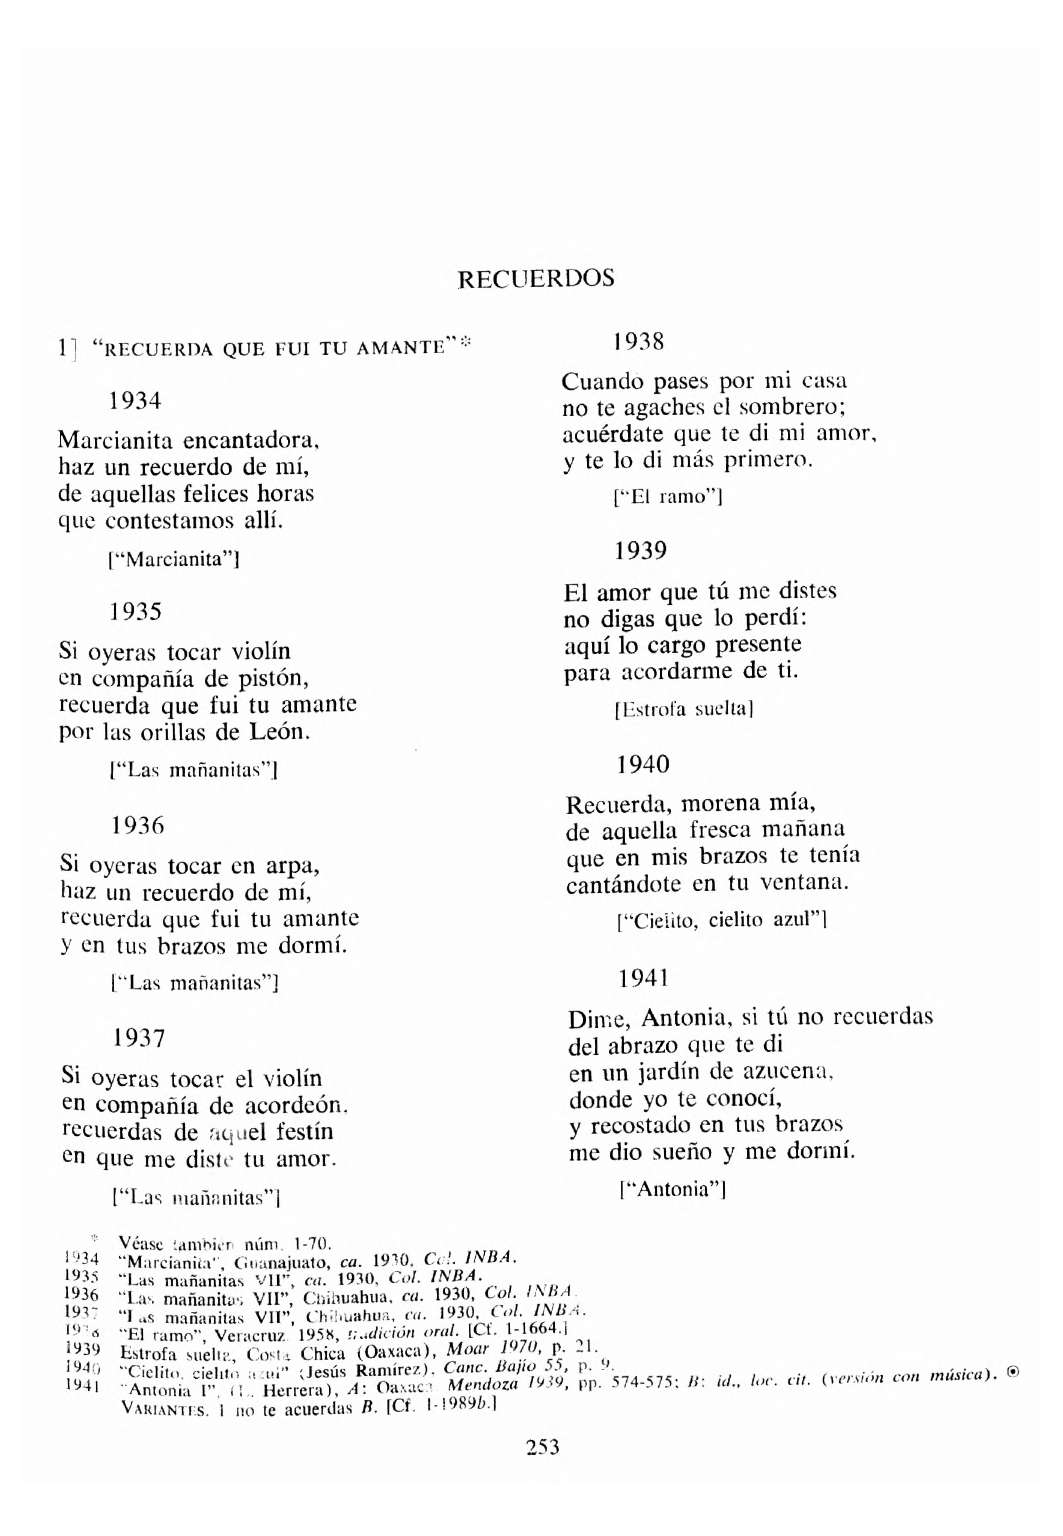 RECUERDOS
1] “RECUERDA QUE FUI TU AMANTE”*
1934
Marcianita encantadora,
haz un recuerdo de mí,
de aquellas felices horas
que contestamos allí.
[“Marcianita”]
1935
Si oyeras tocar violín
en compañía de pistón,
recuerda que fui tu amante
por las orillas de León.
[“Las mañanitas”]
1936
Si oyeras tocar en arpa,
haz un recuerdo de mí,
recuerda que fui tu amante
y en tus brazos me dormí.
[“Las mañanitas”]
1937
Si oyeras tocar el violín
en compañía de acordeón,
recuerdas de aquel festín
en que me diste tu amor.
[“Las mañanitas”]
1938
Cuando pases por mi casa
no te agaches el sombrero;
acuérdate que te di mi amor,
y te lo di más primero.
[“El ramo”]
1939
El amor que tú me distes
no digas que lo perdí:
aquí lo cargo presente
para acordarme de ti.
[Estrofa suelta]
1940
Recuerda, morena mía,
de aquella fresca mañana
que en mis brazos te tenía
cantándote en tu ventana.
[“Cielito, cielito azul”]
1941
Dime, Antonia, si tú no recuerdas
del abrazo que te di
en un jardín de azucena,
donde yo te conocí,
y recostado en tus brazos
me dio sueño y me dormí.
[“Antonia”]
* Véase también núm. 1-70.
1934 “Marcianita”, Guanajuato, ca. 1930, Col. INBA.
1935 “Las mañanitas VII”, ca. 1930, Col. INBA.
1936 “Las mañanitas VII”, Chihuahua, ca. 1930, Col. INBA.
1937 “Las mañanitas VII”, Chihuahua, ca. 1930, Col. INBA.
1938 “El ramo”, Veracruz, 1958, tradición oral. [Cf. 1-1664.]
1939 Estrofa suelta, Costa Chica (Oaxaca), Moar 1970, p. 21.
1940 “Cielito, cielito azul” (Jesús Ramírez), Canc. Bajío 55, p. 9.
1941 “Antonia I”, Herrera), A: Oaxaca Mendoza 1939, pp. 574-575; B: id., loc. cit. (versión con música). ⦿
VARIANTES. 1 no te acuerdas B. [Cf. 1-1989b.]
253